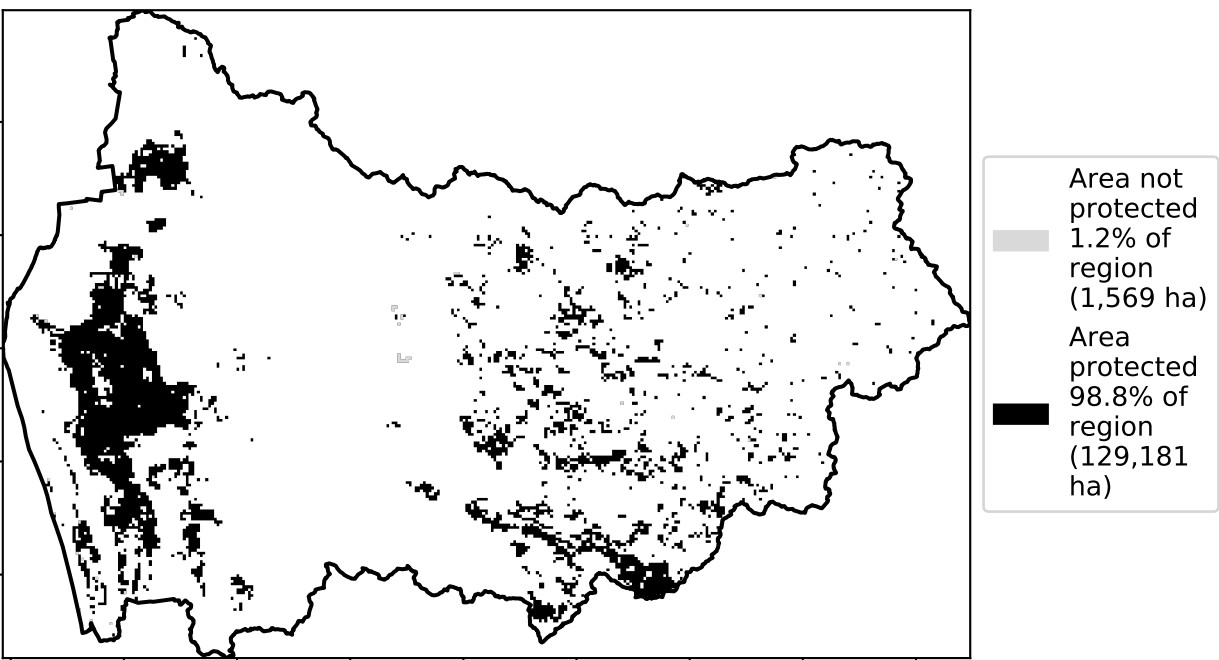 Area not
protected
1.2% of
region
(1,569 ha)
Area
protected
98.8% of
region
(129,181
ha)